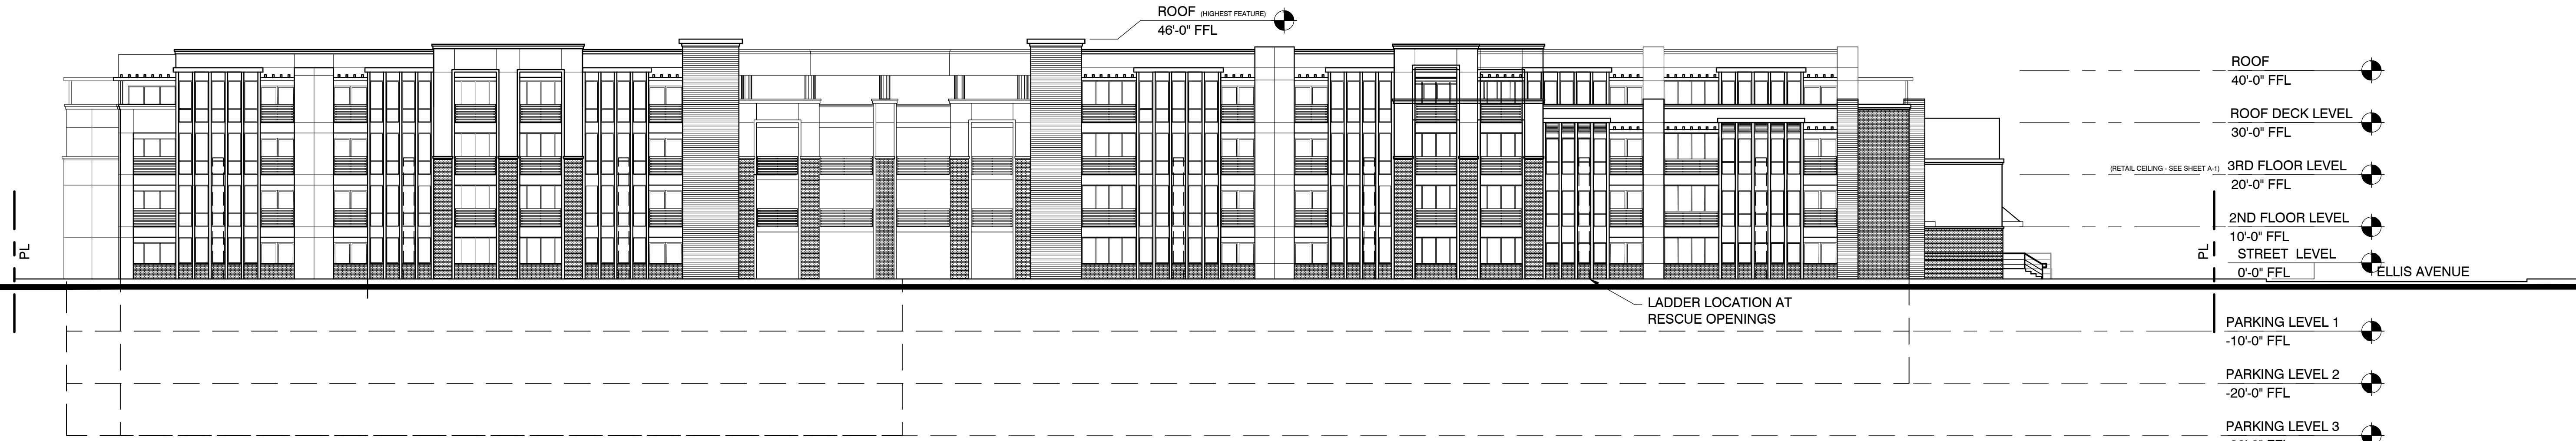 ROOF (HIGHEST FEATURE)
46'-0" FFL
ROOF
40'-0" FFL
ROOF DECK LEVEL
30'-0" FFL
(RETAIL CEILING - SEE SHEET A-1) 3RD FLOOR LEVEL
20'-0" FFL
2ND FLOOR LEVEL
10'-0" FFL
STREET LEVEL
0'-0" FFL
ELLIS AVENUE
PL
PL
LADDER LOCATION AT
RESCUE OPENINGS
PARKING LEVEL 1
-10'-0" FFL
PARKING LEVEL 2
-20'-0" FFL
PARKING LEVEL 3